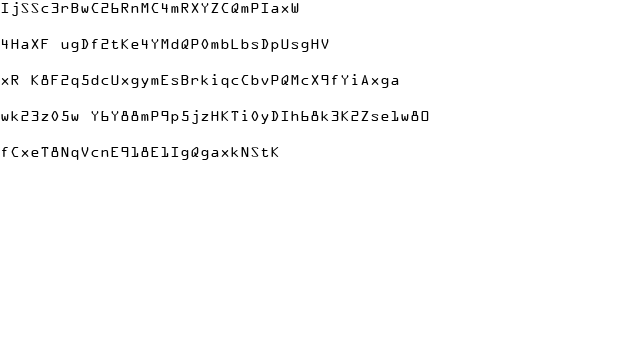 IjSSc3rBwC26RnMC4mRXYZCQmPIaxW
4HaXF ugDf2tKe4YMdQP0mbLbsDpUsgHV
xR K8F2q5dcUxgymEsBrkiqcCbvPQMcX9fYiAxga
wk23z05w Y6Y88mP9p5jzHKTi0yDIh68k3K2Zse1w80
fCxeT8NqVcnE918E1IgQgaxkNStK